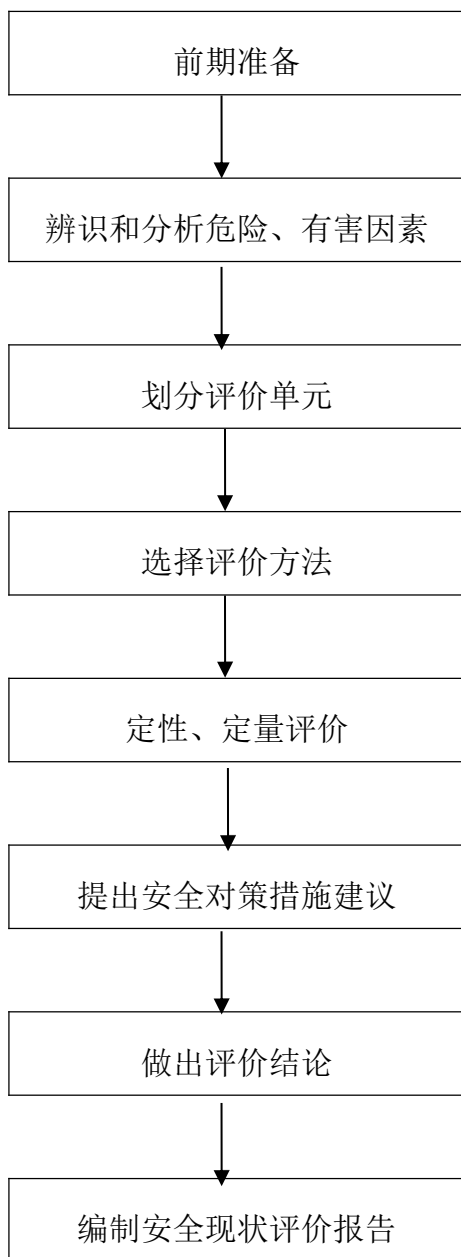 前期准备
辨识和分析危险、有害因素
划分评价单元
选择评价方法
定性、定量评价
提出安全对策措施建议
做出评价结论
编制安全现状评价报告